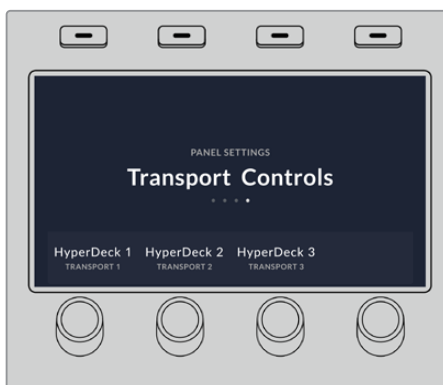 PANEL SETTINGS
Transport Controls
HyperDeck 1 HyperDeck 2 HyperDeck 3
TRANSPORT 1 TRANSPORT 2 TRANSPORT 3